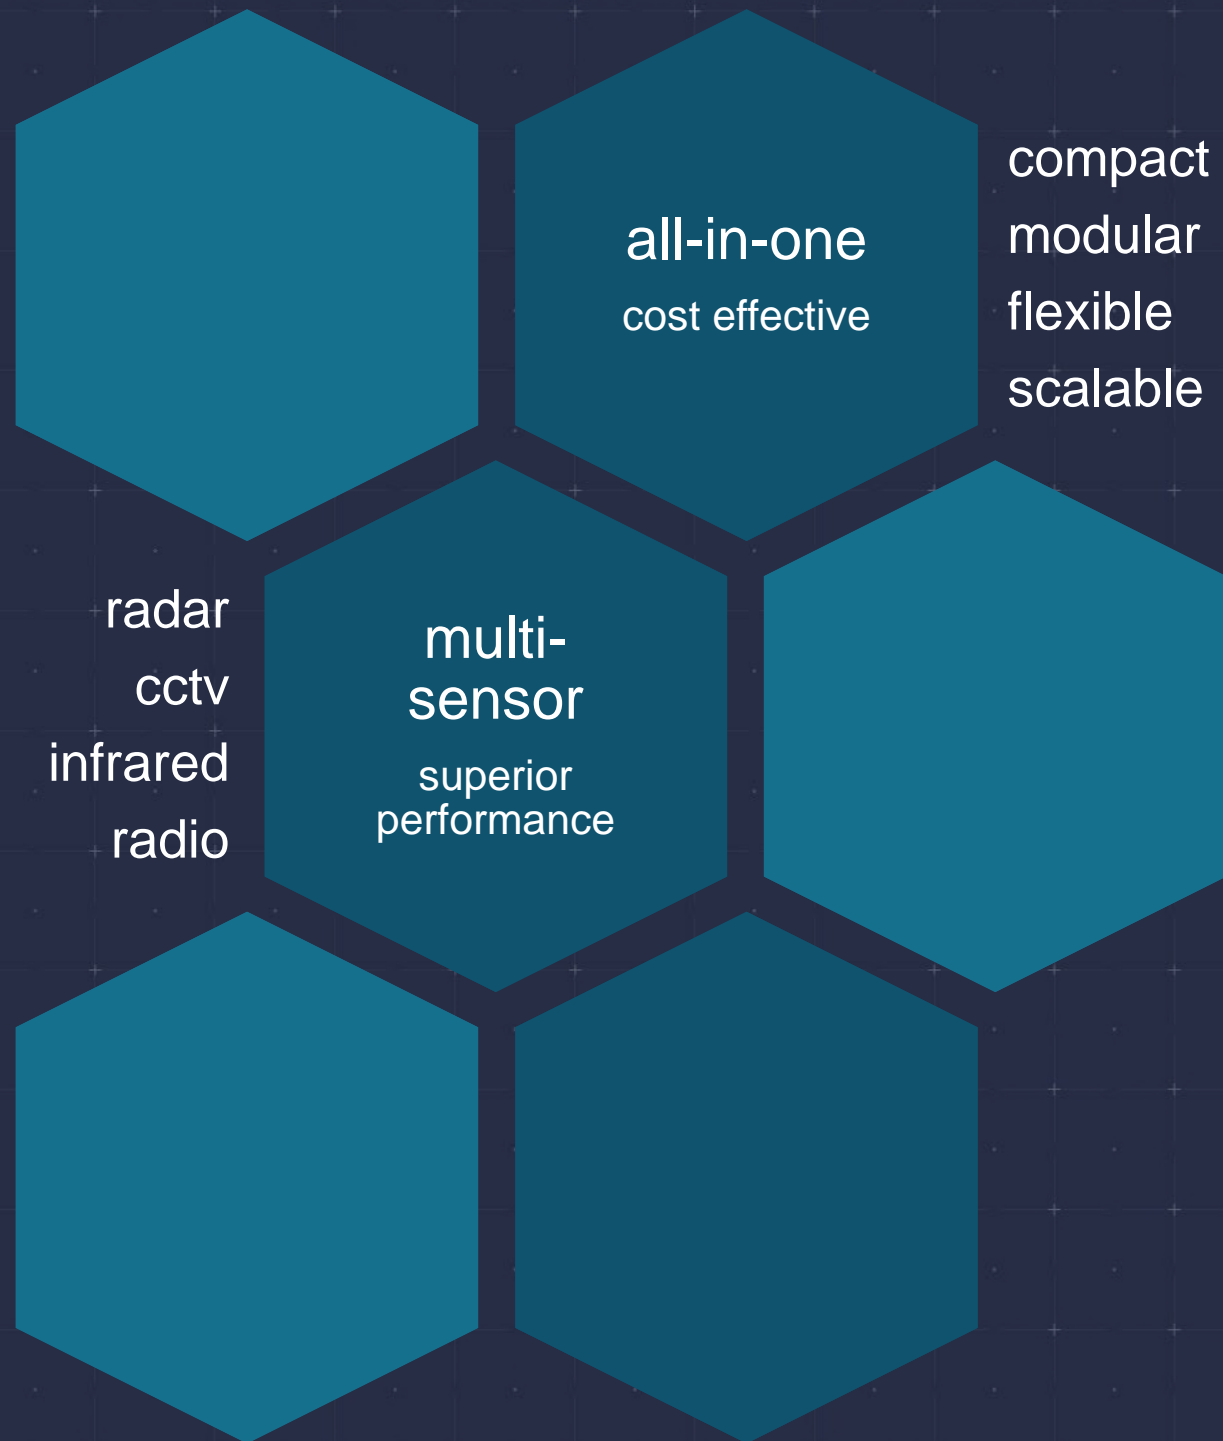 all-in-one
cost effective
compact
modular
flexible
scalable
radar
cctv
infrared
radio
multi-
sensor
superior
performance